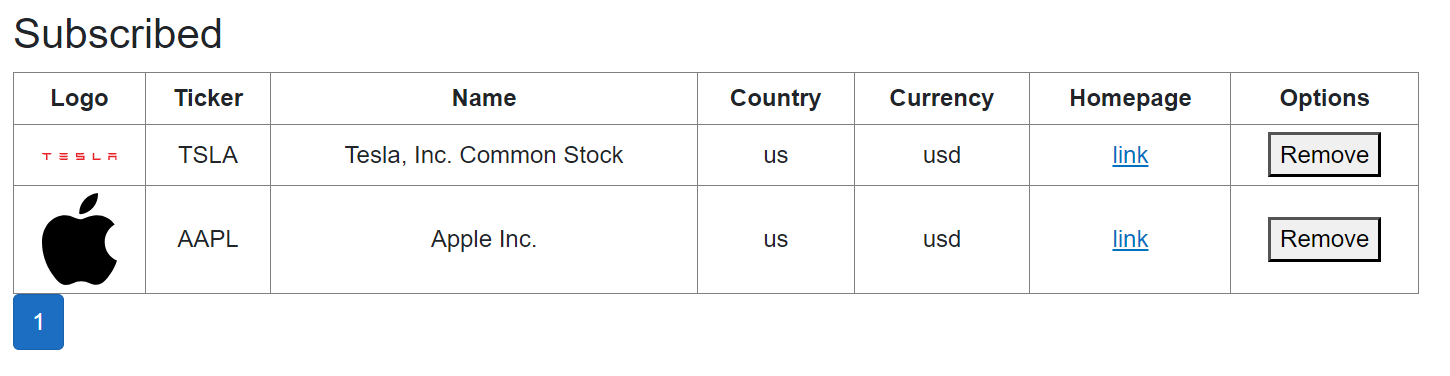 Subscribed
Logo Ticker Name Country Currency Homepage Options
TESLA TSLA Tesla, Inc. Common Stock us usd link Remove
AAPL Apple Inc. us usd link Remove
1